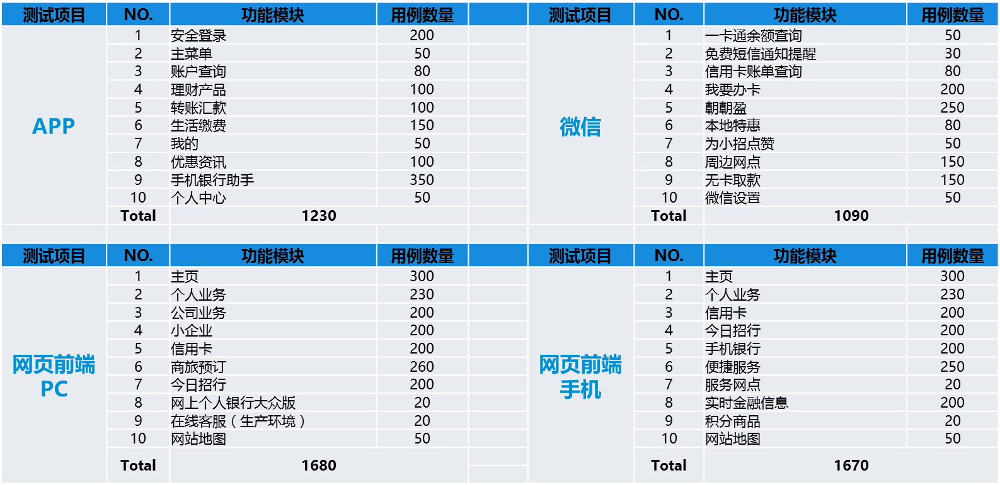 测试项目 NO. 功能模块 用例数量 测试项目 NO. 功能模块 用例数量
1 安全登录 200 1 一卡通余额查询 50
2 主菜单 50 2 免费短信通知提醒 30
3 账户查询 80 3 信用卡账单查询 80
4 理财产品 100 4 我要办卡 200
5 转账汇款 100 5 朝朝盈 250
APP 6 生活缴费 150 微信 6 本地特惠 80
7 我的 50 7 为小招点赞 50
8 优惠资讯 100 8 周边网点 150
9 手机银行助手 350 9 无卡取款 150
10 个人中心 50 10 微信设置 50
Total 1230 Total 1090
测试项目 NO. 功能模块 用例数量 测试项目 NO. 功能模块 用例数量
1 主页 300 1 主页 300
2 个人业务 230 2 个人业务 230
3 公司业务 200 3 信用卡 200
4 小企业 200 4 今日招行 200
5 信用卡 200 5 手机银行 200
网页前端 6 商旅预订 260 网页前端 6 便捷服务 250
PC 7 今日招行 200 手机 7 服务网点 20
8 网上个人银行大众版 20 8 实时金融信息 200
9 在线客服（生产环境） 20 9 积分商品 20
10 网站地图 50 10 网站地图 50
Total 1680 Total 1670